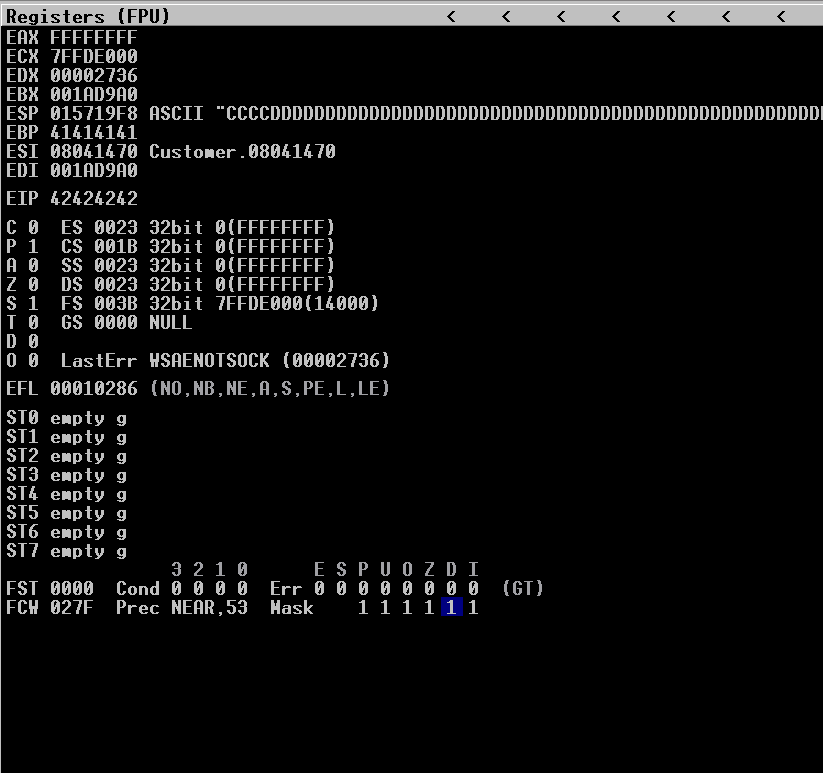 Registers (FPU) < < < < < < <
EAX FFFFFFFF
ECX 7FFDE000
EDX 00002736
EBX 001AD9A0
ESP 015719F8 ASCII "CCCCDDDDDDDDDDDDDDDDDDDDDDDDDDDDDDDDDDDDDDDDDDDDDDDDDD
EBP 41414141
ESI 08041470 Customer.08041470
EDI 001AD9A0
EIP 42424242
C 0 ES 0023 32bit 0(FFFFFFFF)
P 1 CS 001B 32bit 0(FFFFFFFF)
A 0 SS 0023 32bit 0(FFFFFFFF)
Z 0 DS 0023 32bit 0(FFFFFFFF)
S 1 FS 003B 32bit 7FFDE000(14000)
T 0 GS 0000 NULL
D 0
O 0 LastErr WSAENOTSOCK (00002736)
EFL 00010286 (NO,NB,NE,A,S,PE,L,LE)
ST0 empty g
ST1 empty g
ST2 empty g
ST3 empty g
ST4 empty g
ST5 empty g
ST6 empty g
ST7 empty g
3 2 1 0 E S P U O Z D I
FST 0000 Cond 0 0 0 0 Err 0 0 0 0 0 0 0 0 (GT)
FCW 027F Prec NEAR,53 Mask 1 1 1 1 1 1